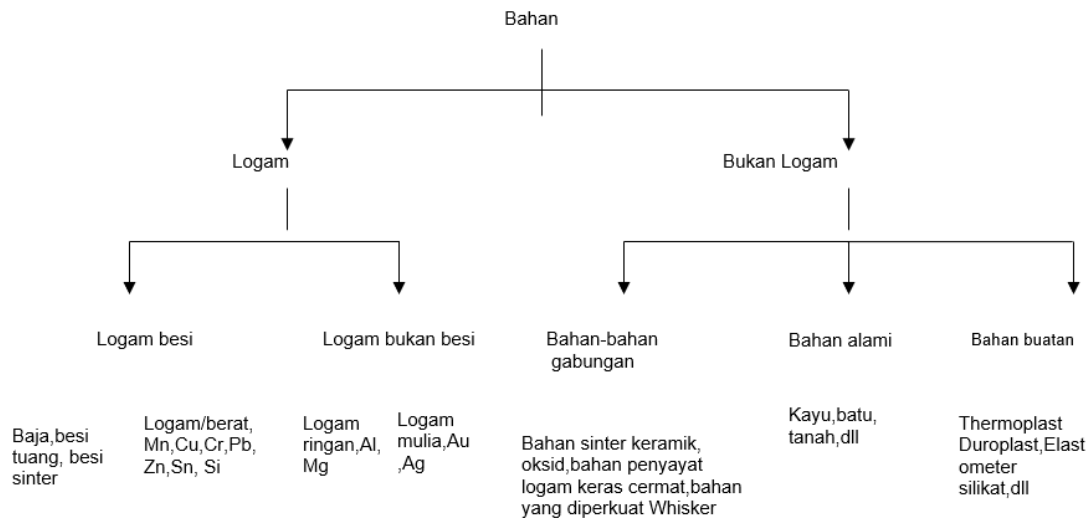 Bahan
Logam
Bukan Logam
Logam besi
Logam bukan besi
Bahan-bahan
gabungan
Bahan alami
Bahan buatan
Baja,besi
tuang, besi
sinter
Logam/berat,
Mn,Cu,Cr,Pb,
Zn,Sn, Si
Logam
ringan,Al,
Mg
Logam
mulia,Au
,Ag
Bahan sinter keramik,
oksid,bahan penyayat
logam keras cermat,bahan
yang diperkuat Whisker
Kayu,batu,
tanah,dll
Thermoplast
Duroplast,Elast
ometer
silikat,dll